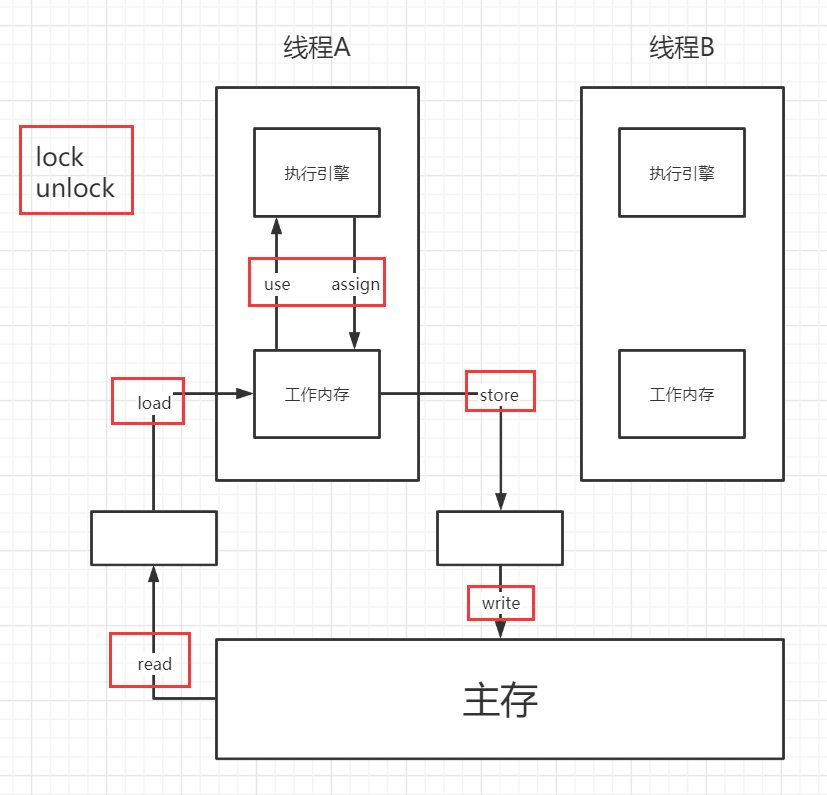 线程A
线程B
lock
unlock
执行引擎
执行引擎
use
assign
工作内存
工作内存
load
store
write
read
主存